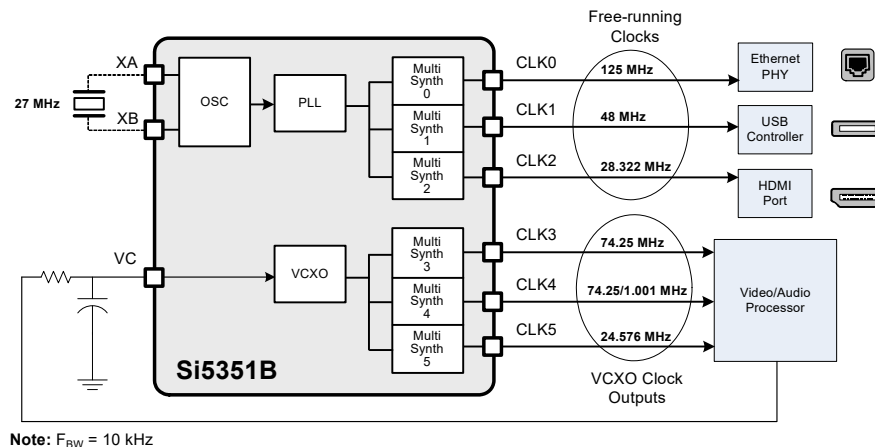 Free-running
Clocks
XA
27 MHz
XB
OSC
PLL
Multi
Synth
0
Multi
Synth
1
Multi
Synth
2
CLK0
125 MHz
CLK1
48 MHz
CLK2
28.322 MHz
Ethernet
PHY
USB
Controller
HDMI
Port
VC
VCXO
Multi
Synth
3
Multi
Synth
4
Multi
Synth
5
CLK3
74.25 MHz
CLK4
74.25/1.001 MHz
CLK5
24.576 MHz
Video/Audio
Processor
Si5351B
VCXO Clock
Outputs
Note: FBW = 10 kHz